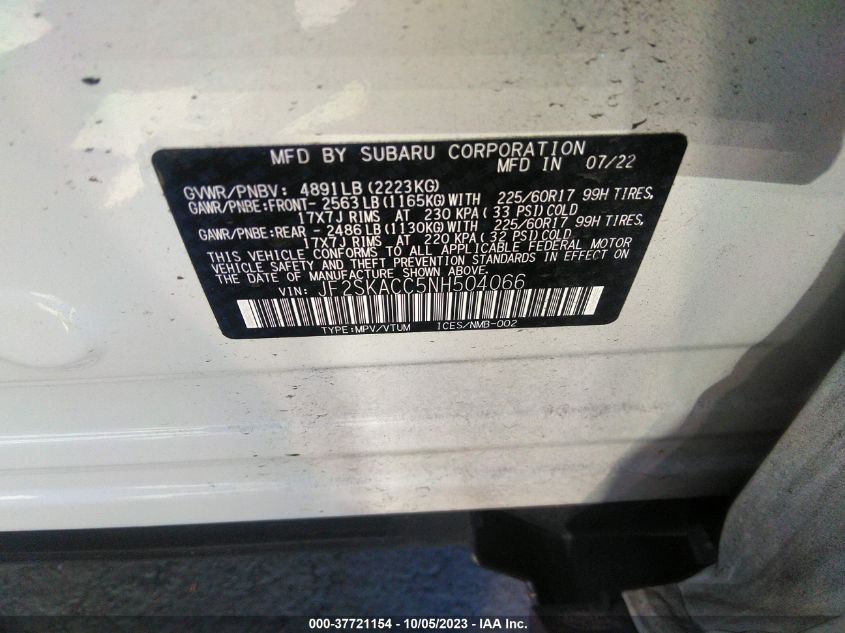 MFD BY SUBARU CORPORATION
MFD IN 07/22
GVWR/PNBV: 4891LB(2223KG)
GAWR/PNBE:FRONT- 2563LB(1165KG)WITH 225/60R17 99H TIRES,
17X7J RIMS AT 230 KPA(33 PSI)COLD
GAWR/PNBE:REAR - 2486LB(1130KG)WITH 225/60R17 99H TIRES,
17X7J RIMS AT 220 KPA(32 PSI)COLD
THIS VEHICLE CONFORMS TO ALL APPLICABLE FEDERAL MOTOR
VEHICLE SAFETY AND THEFT PREVENTION STANDARDS IN EFFECT ON
THE DATE OF MANUFACTURE SHOWN ABOVE.
VIN: JF2SKACC5NH504066
TYPE:MPV/VTUM ICES/NMB-002
000-37721154 - 10/05/2023 - IAA Inc.